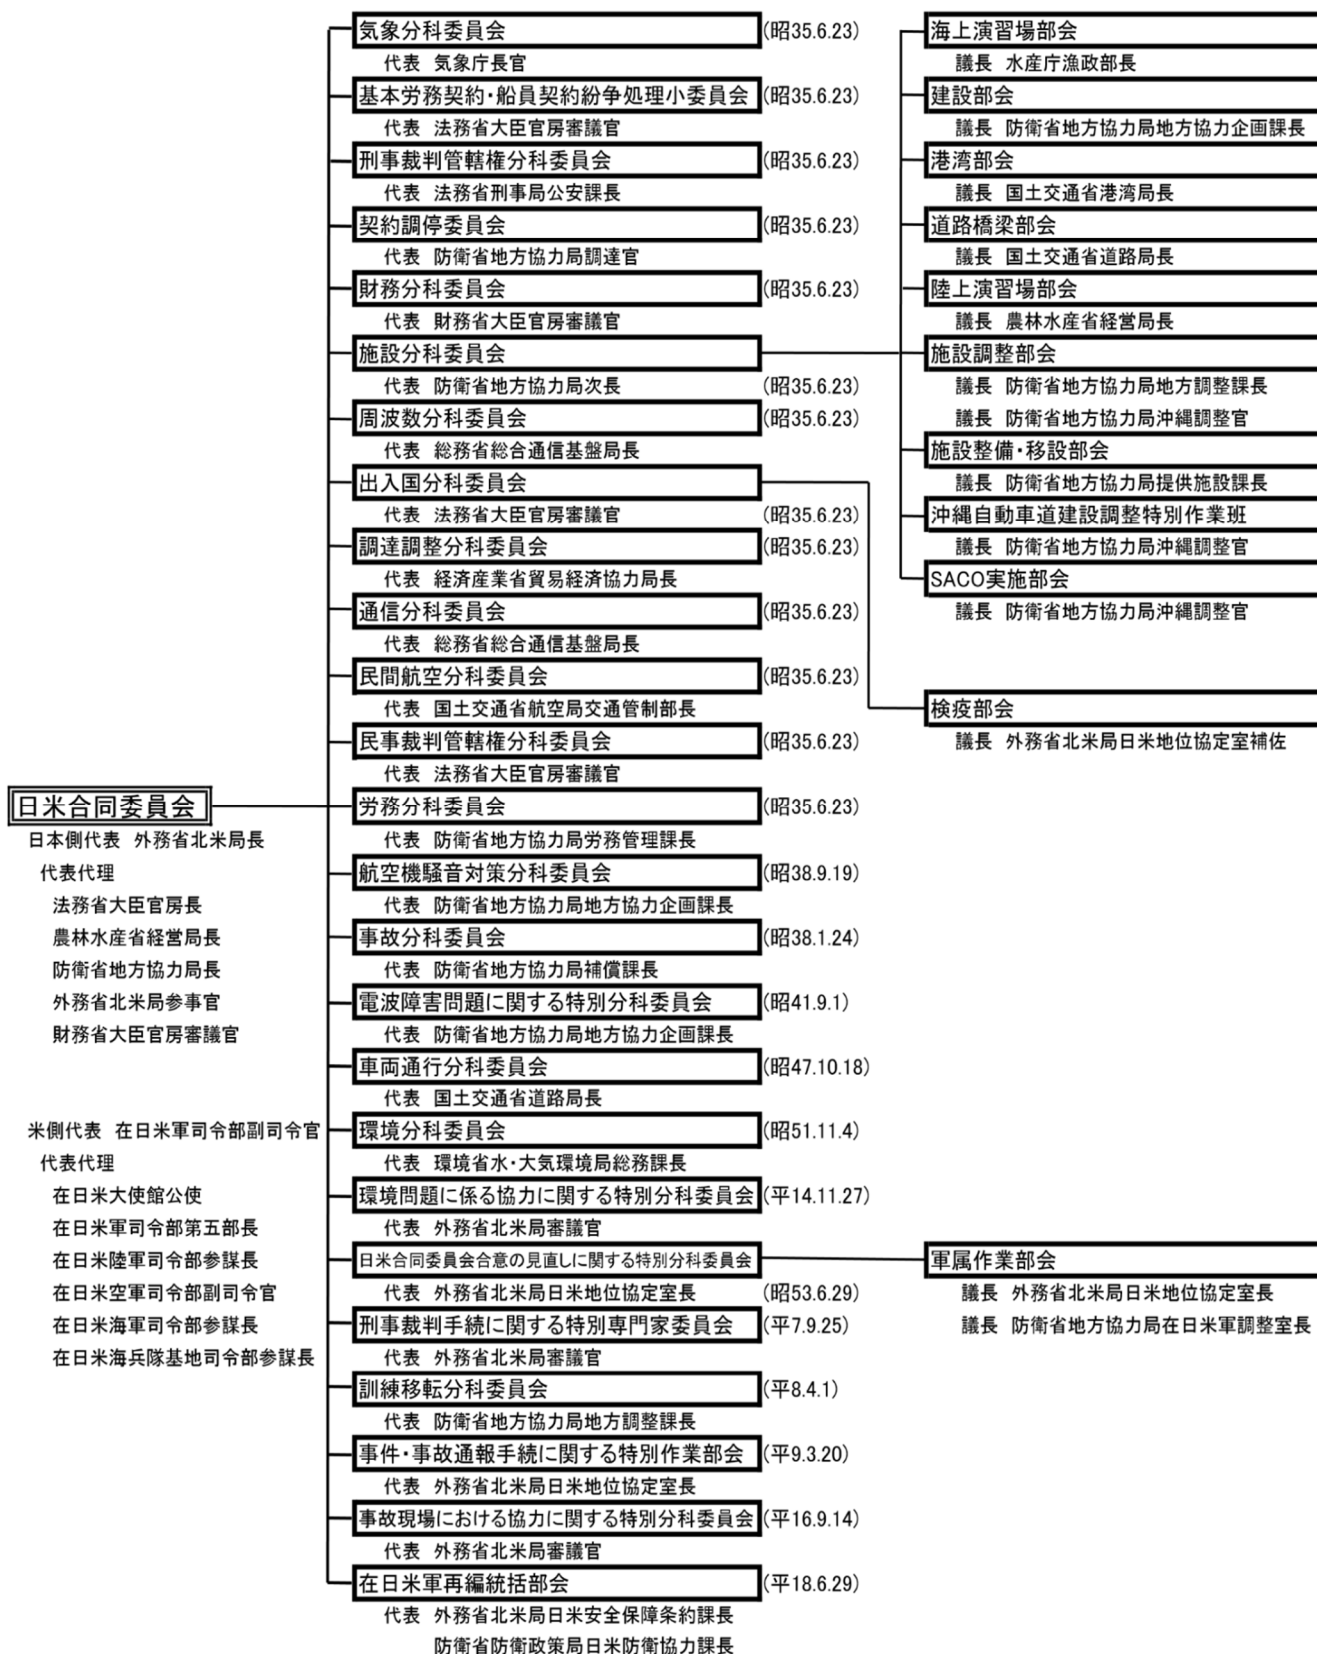 日米合同委員会
日本側代表 外務省北米局長
代表代理
法務省大臣官房長
農林水産省経営局長
防衛省地方協力局長
外務省北米局参事官
財務省大臣官房審議官
米側代表 在日米軍司令部副司令官
代表代理
在日米大使館公使
在日米軍司令部第五部長
在日米陸軍司令部参謀長
在日米空軍司令部副司令官
在日米海軍司令部参謀長
在日米海兵隊基地司令部参謀長
気象分科委員会 (昭35.6.23)
代表 気象庁長官
基本労務契約・船員契約紛争処理小委員会 (昭35.6.23)
代表 法務省大臣官房審議官
刑事裁判管轄権分科委員会 (昭35.6.23)
代表 法務省刑事局公安課長
契約調停委員会 (昭35.6.23)
代表 防衛省地方協力局調達官
財務分科委員会 (昭35.6.23)
代表 財務省大臣官房審議官
施設分科委員会
代表 防衛省地方協力局次長 (昭35.6.23)
周波数分科委員会 (昭35.6.23)
代表 総務省総合通信基盤局長
出入国分科委員会
代表 法務省大臣官房審議官 (昭35.6.23)
調達調整分科委員会 (昭35.6.23)
代表 経済産業省貿易経済協力局長
通信分科委員会 (昭35.6.23)
代表 総務省総合通信基盤局長
民間航空分科委員会 (昭35.6.23)
代表 国土交通省航空局交通管制部長
民事裁判管轄権分科委員会 (昭35.6.23)
代表 法務省大臣官房審議官
労務分科委員会 (昭35.6.23)
代表 防衛省地方協力局労務管理課長
航空機騒音対策分科委員会 (昭38.9.19)
代表 防衛省地方協力局地方協力企画課長
事故分科委員会 (昭38.1.24)
代表 防衛省地方協力局補償課長
電波障害問題に関する特別分科委員会 (昭41.9.1)
代表 防衛省地方協力局地方協力企画課長
車両通行分科委員会 (昭47.10.18)
代表 国土交通省道路局長
環境分科委員会 (昭51.11.4)
代表 環境省水・大気環境局総務課長
環境問題に係る協力に関する特別分科委員会 (平14.11.27)
代表 外務省北米局審議官
日米合同委員会合意の見直しに関する特別分科委員会
代表 外務省北米局日米地位協定室長 (昭53.6.29)
刑事裁判手続に関する特別専門家委員会 (平7.9.25)
代表 外務省北米局審議官
訓練移転分科委員会 (平8.4.1)
代表 防衛省地方協力局地方調整課長
事件・事故通報手続に関する特別作業部会 (平9.3.20)
代表 外務省北米局日米地位協定室長
事故現場における協力に関する特別分科委員会 (平16.9.14)
代表 外務省北米局審議官
在日米軍再編統括部会 (平18.6.29)
代表 外務省北米局日米安全保障条約課長
防衛省防衛政策局日米防衛協力課長
海上演習場部会
議長 水産庁漁政部長
建設部会
議長 防衛省地方協力局地方協力企画課長
港湾部会
議長 国土交通省港湾局長
道路橋梁部会
議長 国土交通省道路局長
陸上演習場部会
議長 農林水産省経営局長
施設調整部会
議長 防衛省地方協力局地方調整課長
議長 防衛省地方協力局沖縄調整官
施設整備・移設部会
議長 防衛省地方協力局提供施設課長
沖縄自動車道建設調整特別作業班
議長 防衛省地方協力局沖縄調整官
SACO実施部会
議長 防衛省地方協力局沖縄調整官
検疫部会
議長 外務省北米局日米地位協定室補佐
軍属作業部会
議長 外務省北米局日米地位協定室長
議長 防衛省地方協力局在日米軍調整室長